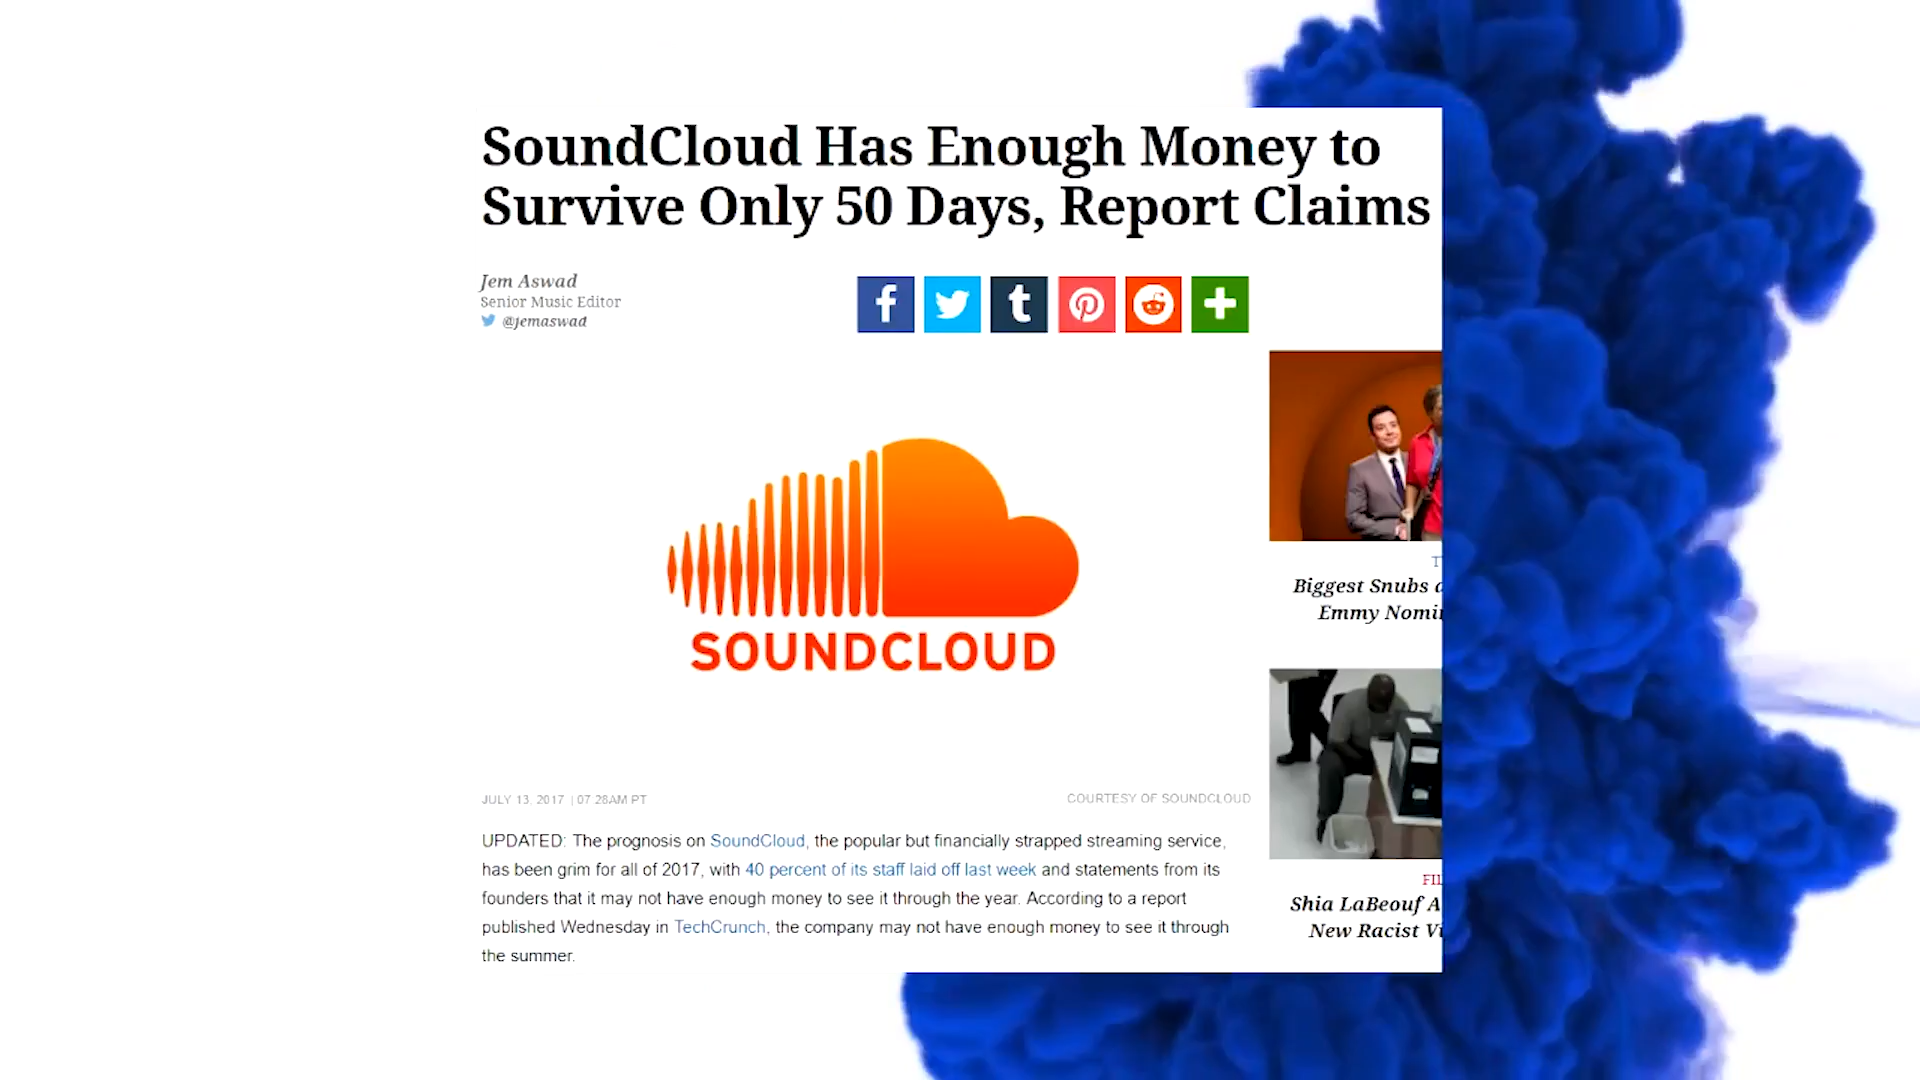 SoundCloud Has Enough Money to
Survive Only 50 Days, Report Claims
Jem Aswad
Senior Music Editor
@jemaswad
SOUNDCLOUD
JULY 13, 2017 | 07:28AM PT
COURTESY OF SOUNDCLOUD
UPDATED: The prognosis on SoundCloud, the popular but financially strapped streaming service,
has been grim for all of 2017, with 40 percent of its staff laid off last week and statements from its
founders that it may not have enough money to see it through the year. According to a report
published Wednesday in TechCrunch, the company may not have enough money to see it through
the summer.
Biggest Snubs
Emmy
Shia LaBeouf
New Racist